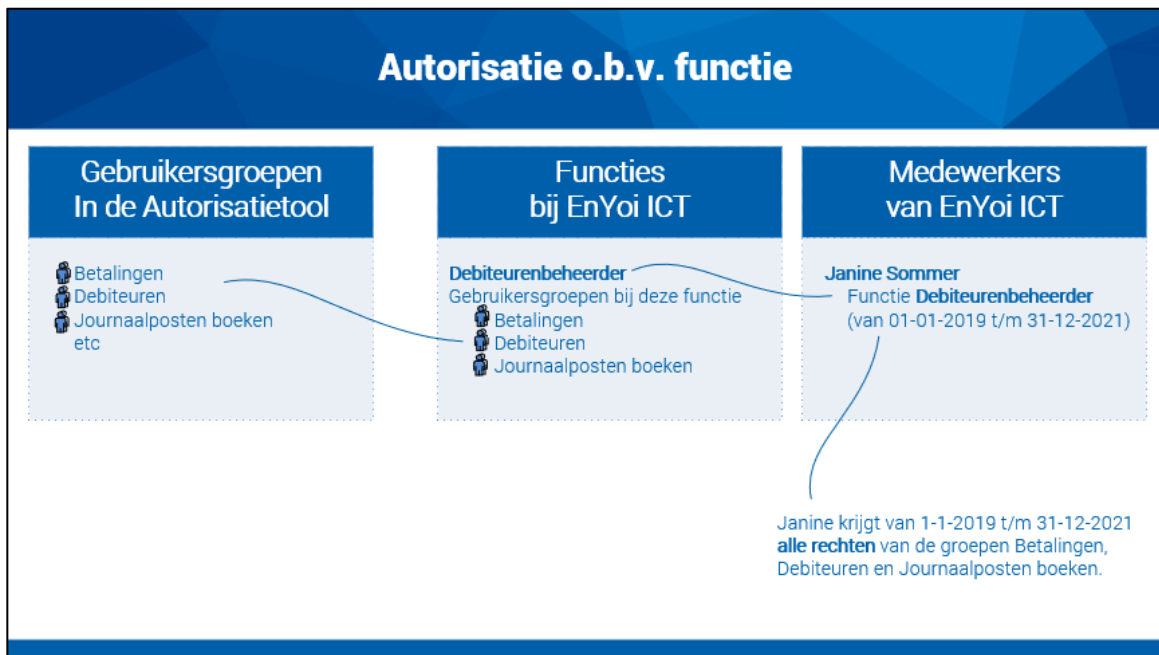 Autorisatie o.b.v. functie
Gebruikersgroepen
In de Autorisatietool
Betalingen
Debiteuren
Journaalposten boeken
etc
Functies
bij EnYoi ICT
Debiteurenbeheerder
Gebruikersgroepen bij deze functie
Betalingen
Debiteuren
Journaalposten boeken
Medewerkers
van EnYoi ICT
Janine Sommer
Functie Debiteurenbeheerder
(van 01-01-2019 t/m 31-12-2021)
Janine krijgt van 1-1-2019 t/m 31-12-2021
alle rechten van de groepen Betalingen,
Debiteuren en Journaalposten boeken.